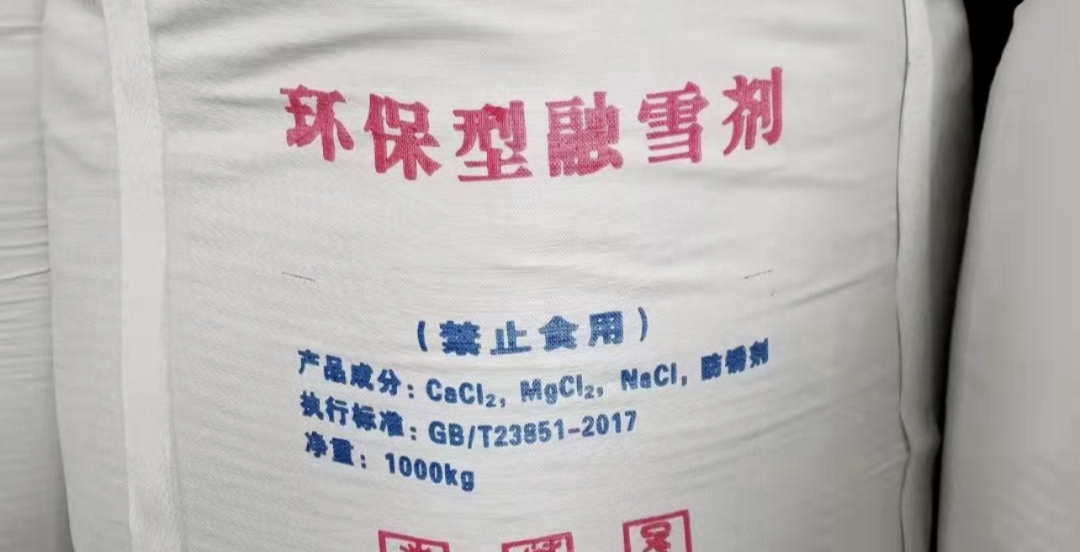 环保型融雪剂
（禁止食用）
产品成分：CaCl₂，MgCl₂，NaCl，防锈剂
执行标准：GB/T23851-2017
净重：1000kg